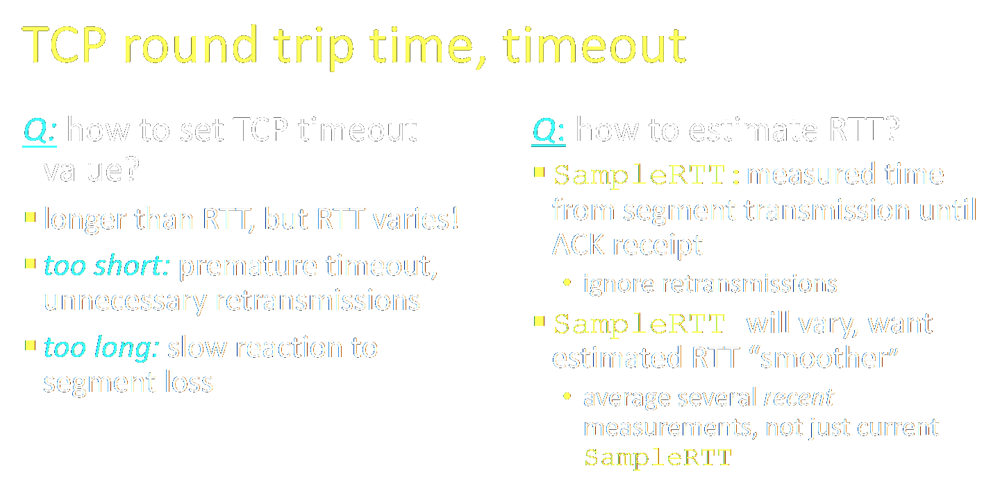 TCP round trip time, timeout
Q: how to set TCP timeout
value?
▪ longer than RTT, but RTT varies!
▪ too short: premature timeout,
unnecessary retransmissions
▪ too long: slow reaction to
segment loss
Q: how to estimate RTT?
▪ SampleRTT: measured time
from segment transmission until
ACK receipt
• ignore retransmissions
▪ SampleRTT will vary, want
estimated RTT “smoother”
• average several recent
measurements, not just current
SampleRTT